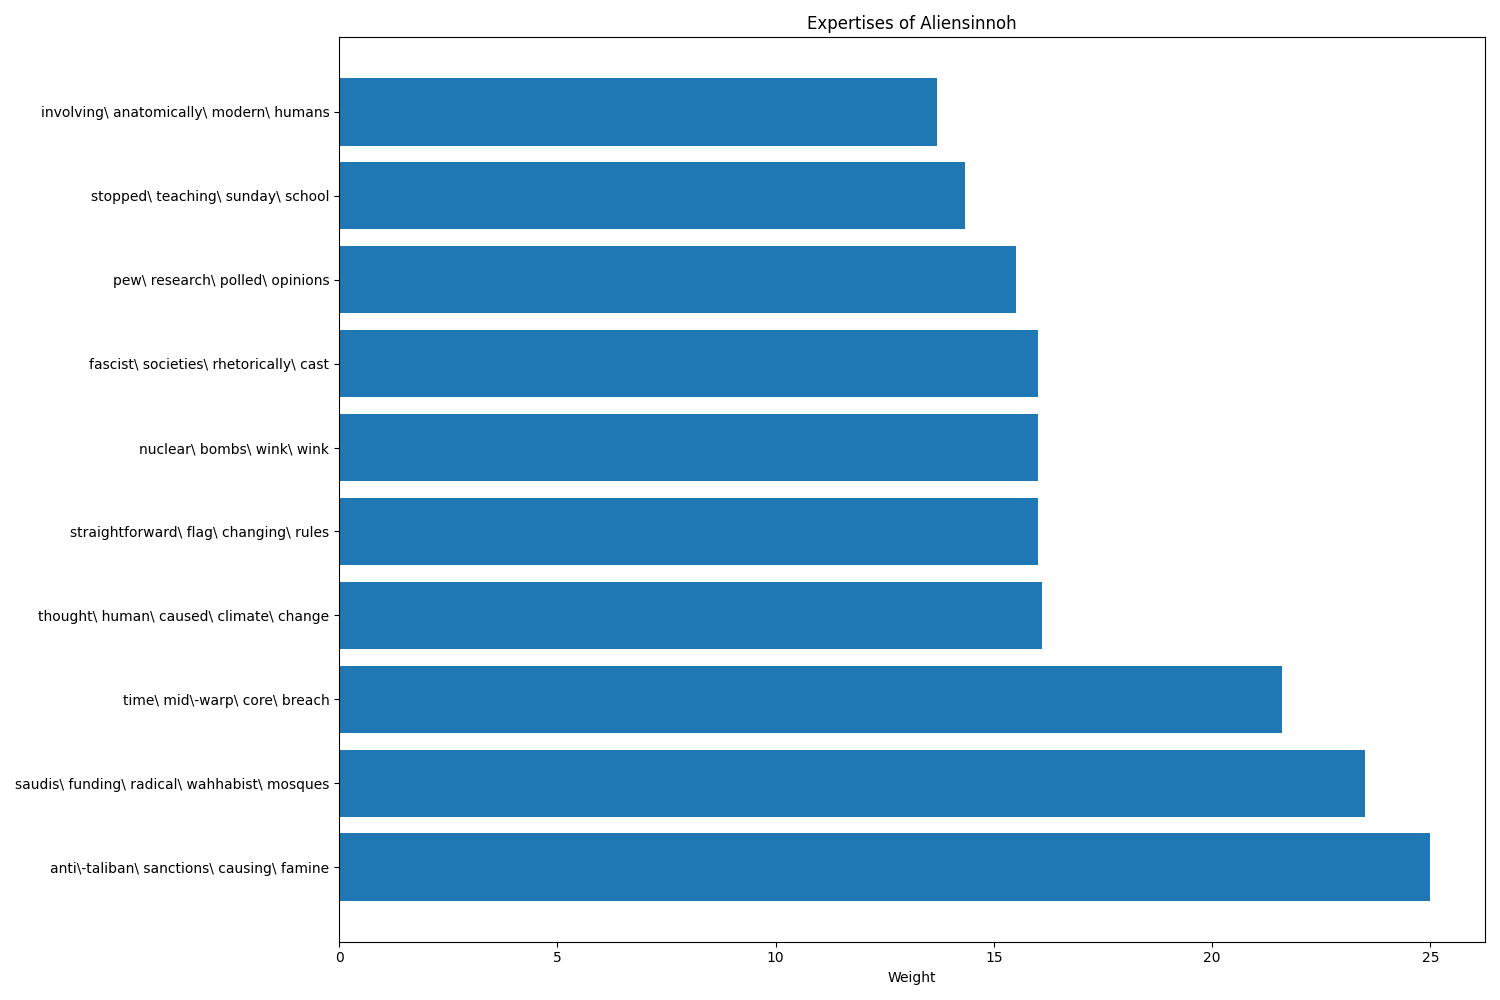 Expertises of Aliensinnoh
involving\ anatomically\ modern\ humans
stopped\ teaching\ sunday\ school
pew\ research\ polled\ opinions
fascist\ societies\ rhetorically\ cast
nuclear\ bombs\ wink\ wink
straightforward\ flag\ changing\ rules
thought\ human\ caused\ climate\ change
time\ mid\-warp\ core\ breach
saudis\ funding\ radical\ wahhabist\ mosques
anti\-taliban\ sanctions\ causing\ famine
0 5 10 15 20 25
Weight